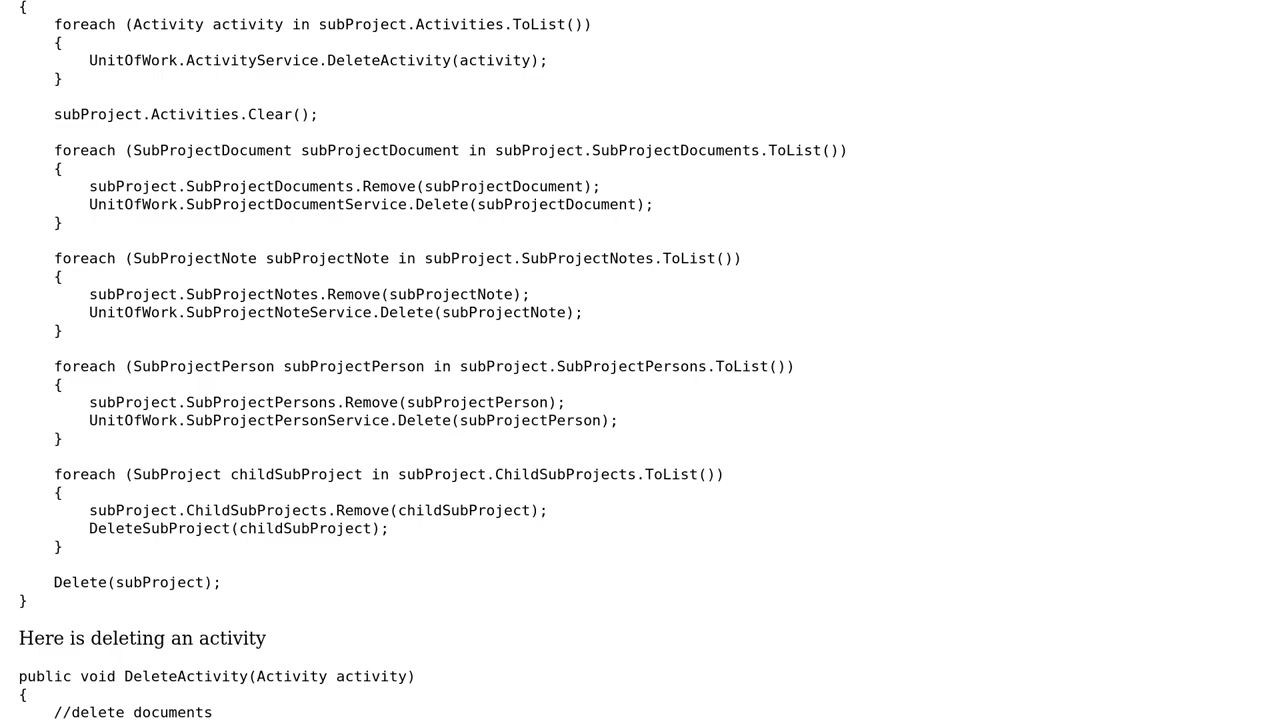 {
    foreach (Activity activity in subProject.Activities.ToList())
    {
        UnitOfWork.ActivityService.DeleteActivity(activity);
    }

    subProject.Activities.Clear();

    foreach (SubProjectDocument subProjectDocument in subProject.SubProjectDocuments.ToList())
    {
        subProject.SubProjectDocuments.Remove(subProjectDocument);
        UnitOfWork.SubProjectDocumentService.Delete(subProjectDocument);
    }

    foreach (SubProjectNote subProjectNote in subProject.SubProjectNotes.ToList())
    {
        subProject.SubProjectNotes.Remove(subProjectNote);
        UnitOfWork.SubProjectNoteService.Delete(subProjectNote);
    }

    foreach (SubProjectPerson subProjectPerson in subProject.SubProjectPersons.ToList())
    {
        subProject.SubProjectPersons.Remove(subProjectPerson);
        UnitOfWork.SubProjectPersonService.Delete(subProjectPerson);
    }

    foreach (SubProject childSubProject in subProject.ChildSubProjects.ToList())
    {
        subProject.ChildSubProjects.Remove(childSubProject);
        DeleteSubProject(childSubProject);
    }

    Delete(subProject);
}
Here is deleting an activity
public void DeleteActivity(Activity activity)
{
    //delete documents